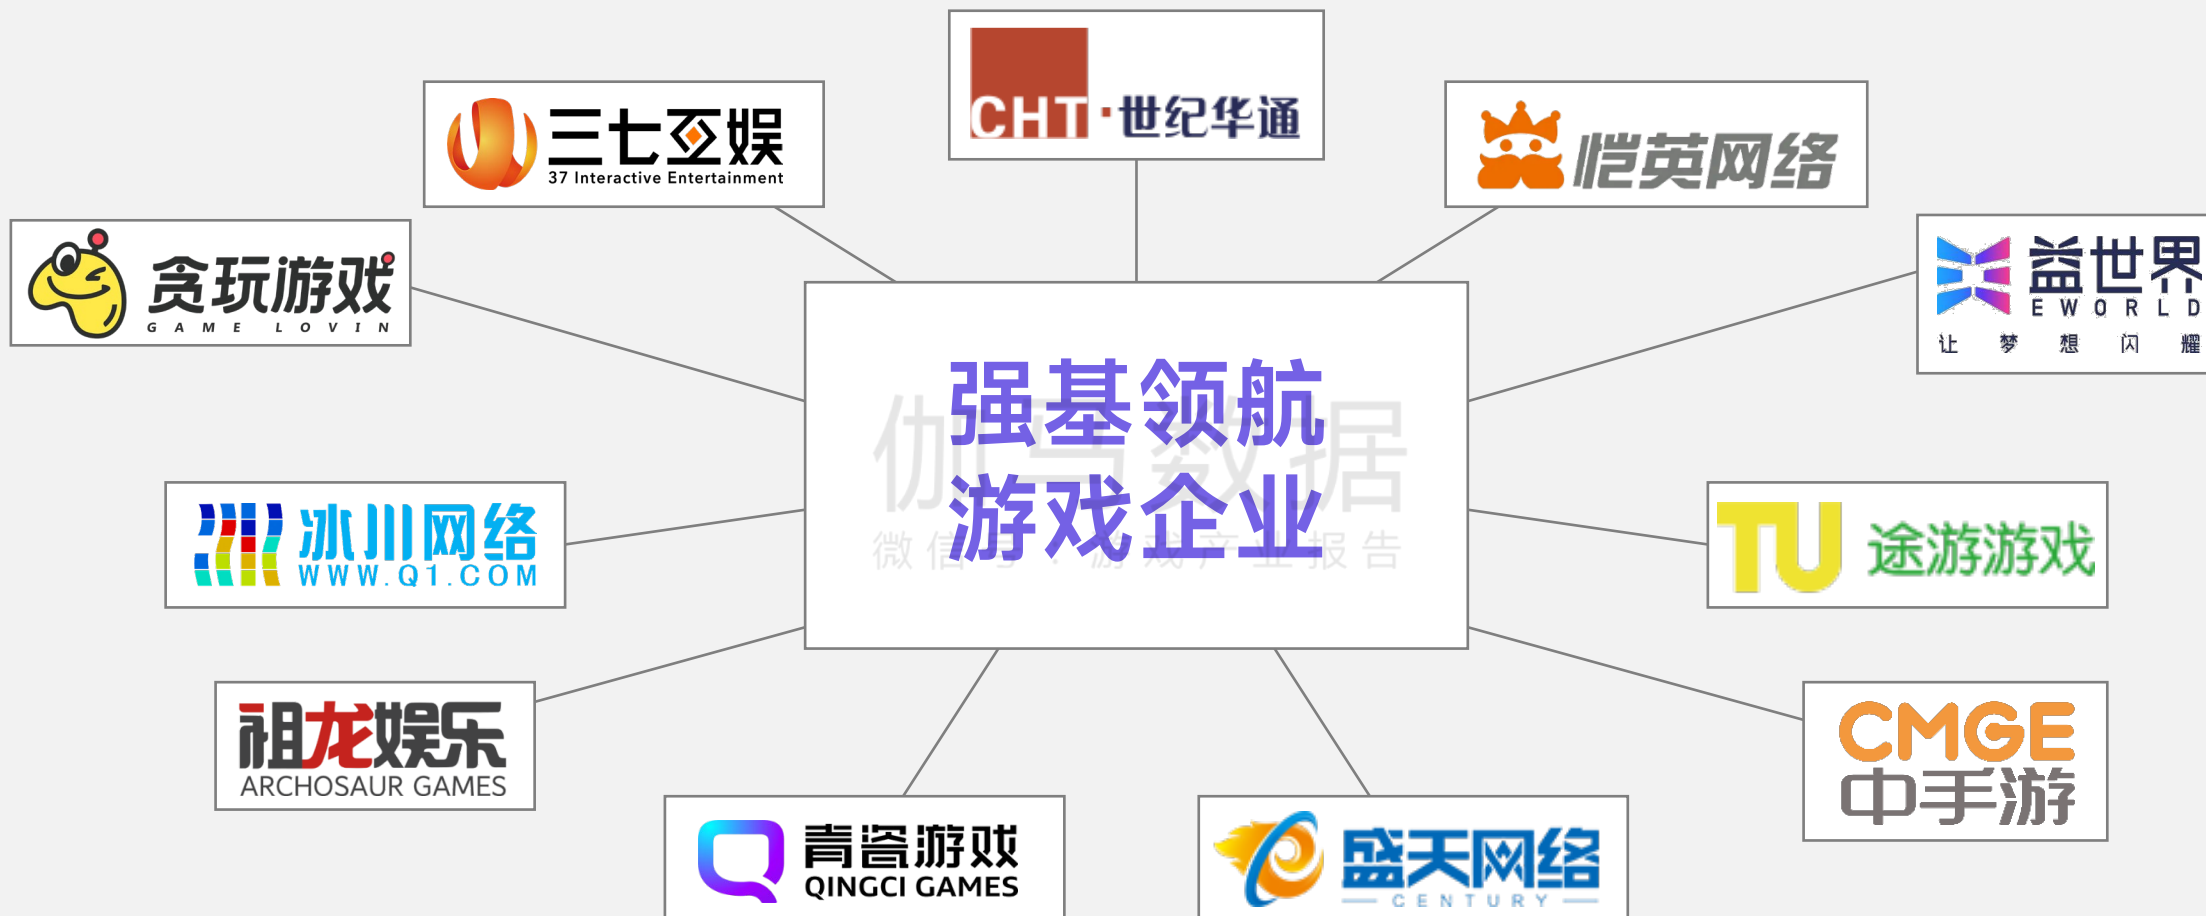 CHT·世纪华通
三七互娱
37 Interactive Entertainment
恺英网络
贪玩游戏
GAME LOVIN
益世界
EWORLD
让梦想闪耀
强基领航
游戏企业
伽马数据
微信号：游戏产业报告
冰川网络
WWW.Q1.COM
TU 途游游戏
祖龙娱乐
ARCHOSAUR GAMES
CMGE
中手游
青瓷游戏
QINGCI GAMES
盛天网络
CENTURY